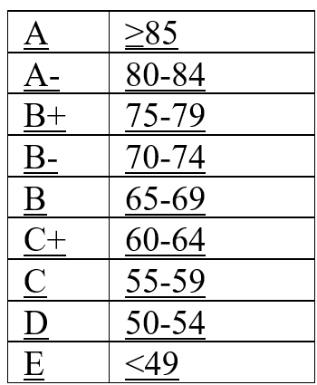 A ≥85
A- 80-84
B+ 75-79
B- 70-74
B 65-69
C+ 60-64
C 55-59
D 50-54
E <49